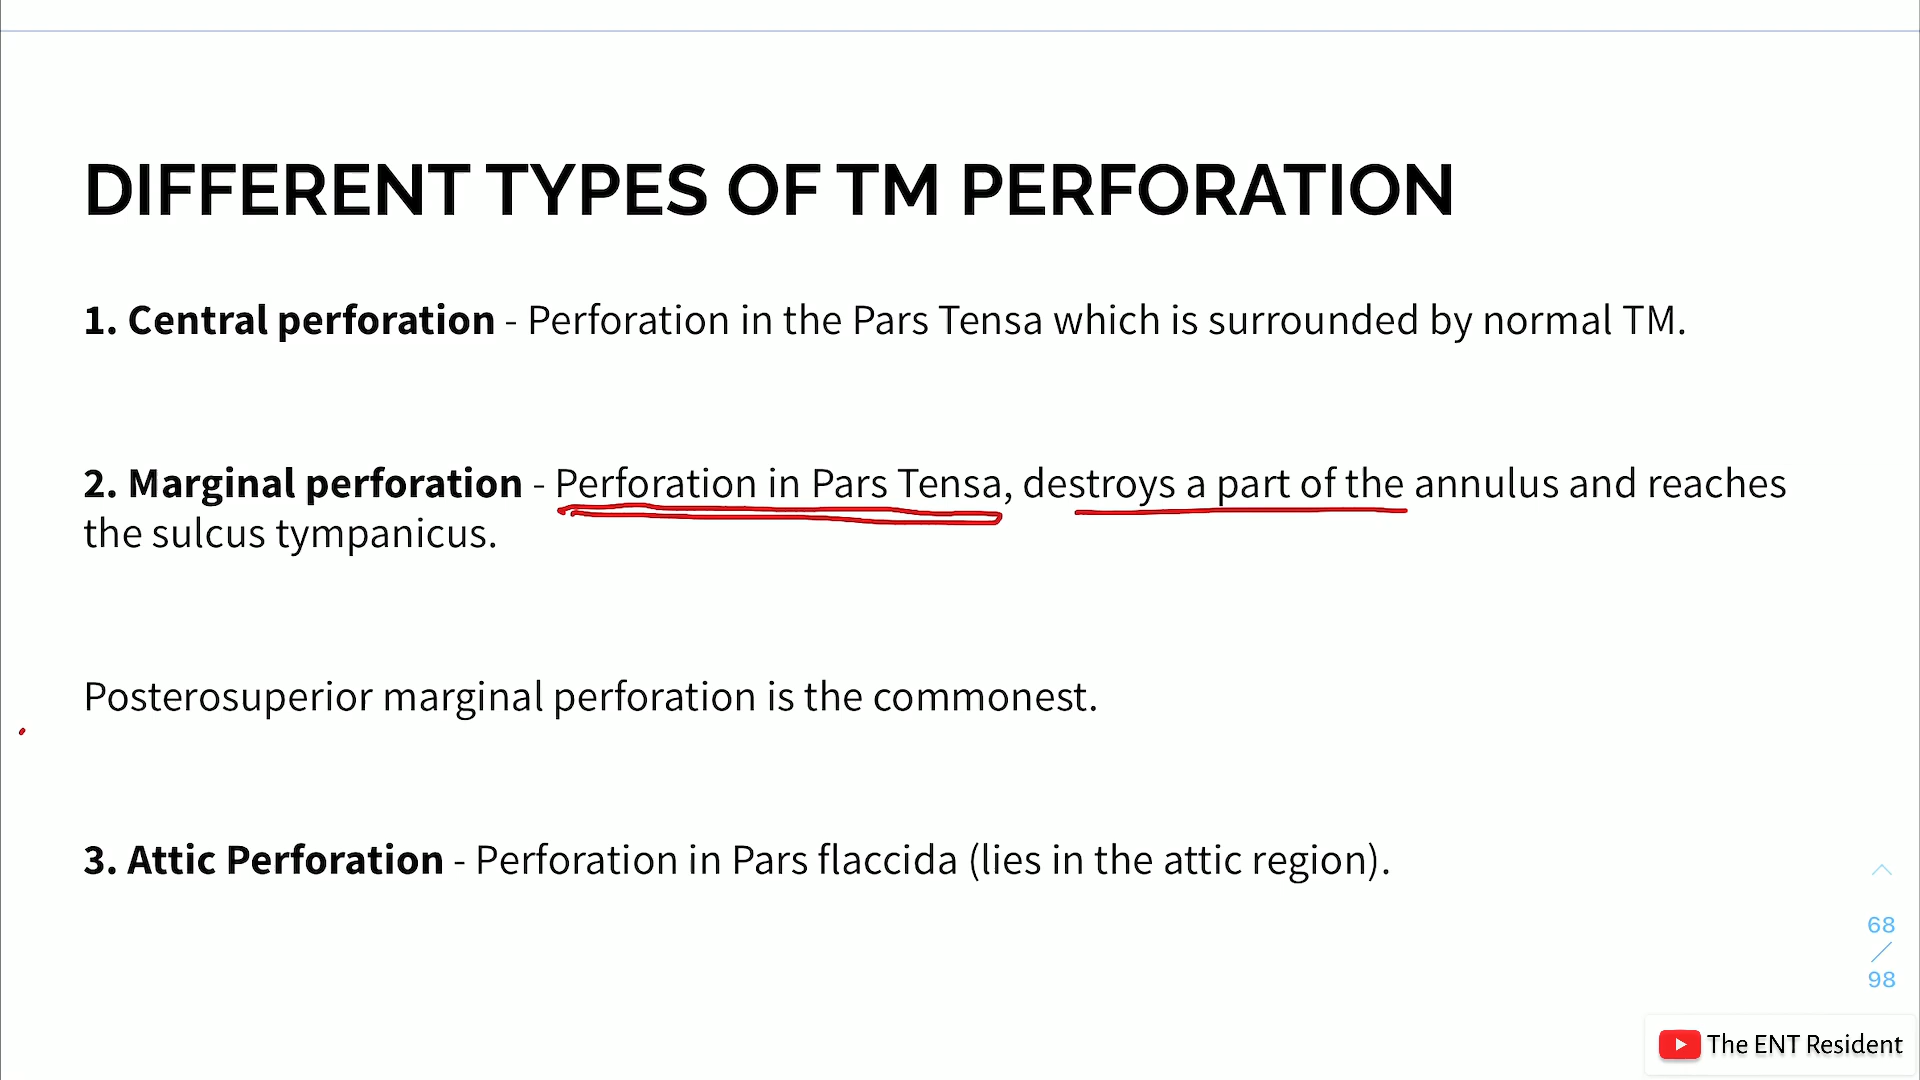 DIFFERENT TYPES OF TM PERFORATION
1. Central perforation - Perforation in the Pars Tensa which is surrounded by normal TM.
2. Marginal perforation - Perforation in Pars Tensa, destroys a part of the annulus and reaches
the sulcus tympanicus.
Posterosuperior marginal perforation is the commonest.
3. Attic Perforation - Perforation in Pars flaccida (lies in the attic region).
68
/
98
The ENT Resident